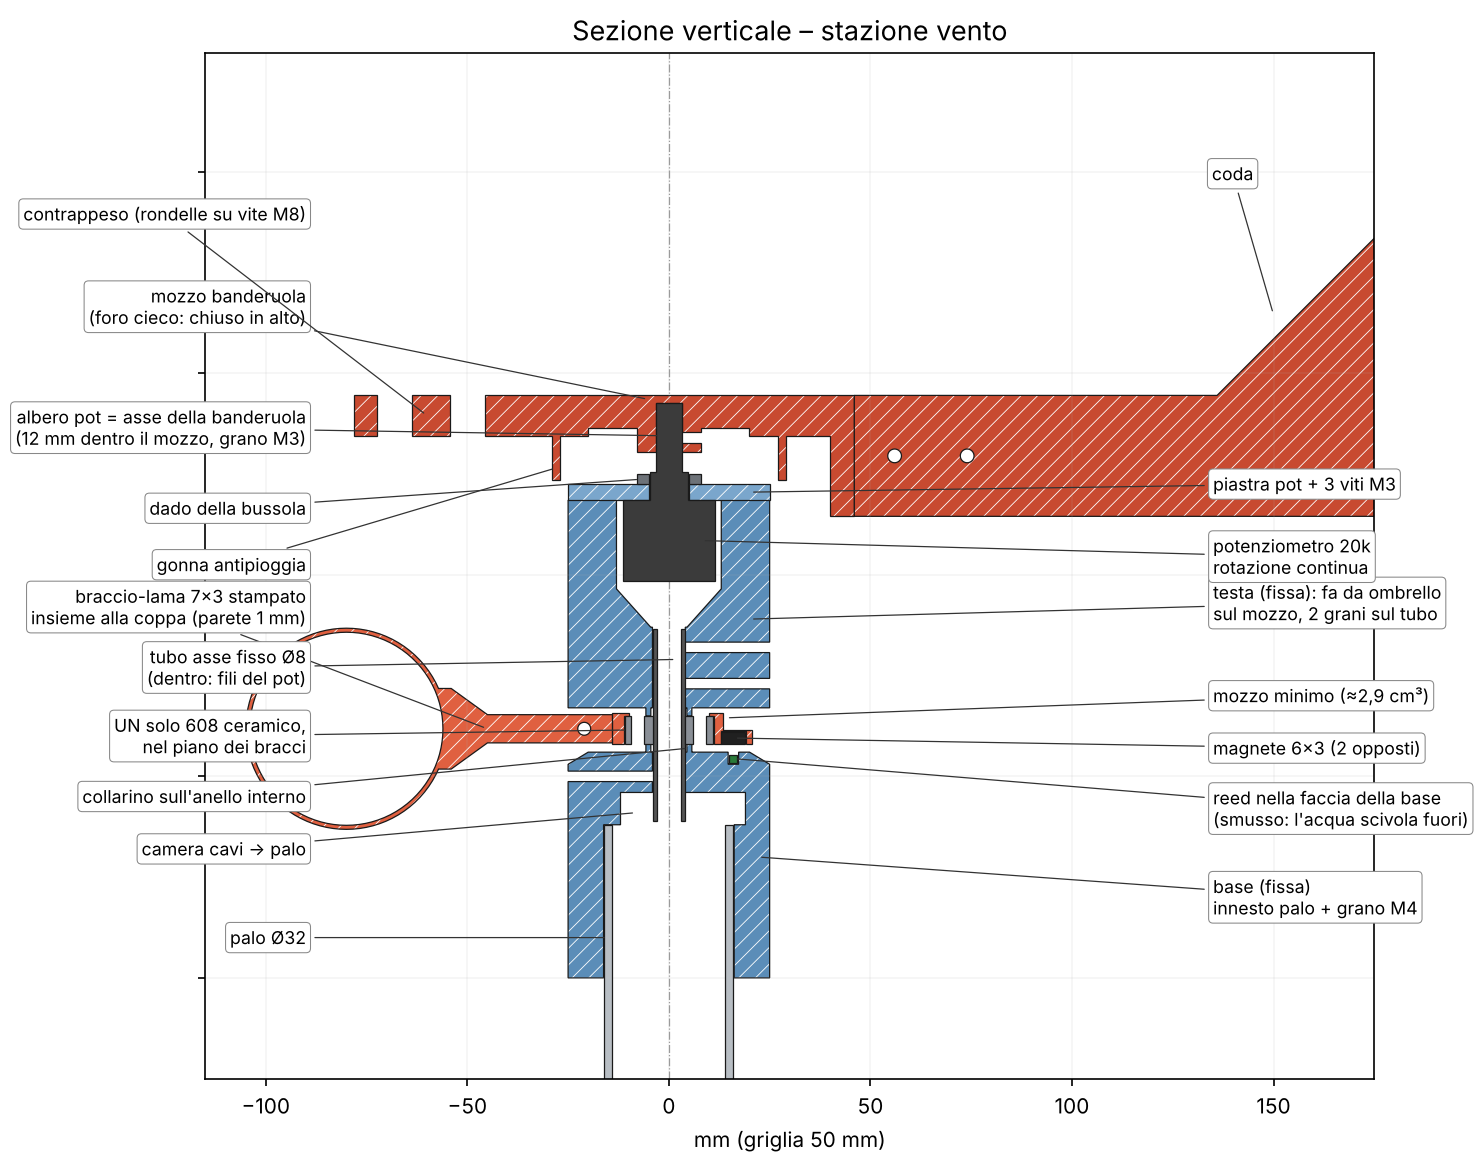 Sezione verticale – stazione vento
coda
contrappeso (rondelle su vite M8)
mozzo banderuola
(foro cieco: chiuso in alto)
albero pot = asse della banderuola
(12 mm dentro il mozzo, grano M3)
dado della bussola
gonna antipioggia
braccio-lama 7×3 stampato
insieme alla coppa (parete 1 mm)
tubo asse fisso Ø8
(dentro: fili del pot)
UN solo 608 ceramico,
nel piano dei bracci
collarino sull'anello interno
camera cavi → palo
palo Ø32
piastra pot + 3 viti M3
potenziometro 20k
rotazione continua
testa (fissa): fa da ombrello
sul mozzo, 2 grani sul tubo
mozzo minimo (≈2,9 cm³)
magnete 6×3 (2 opposti)
reed nella faccia della base
(smusso: l'acqua scivola fuori)
base (fissa)
innesto palo + grano M4
−100 −50 0 50 100 150
mm (griglia 50 mm)